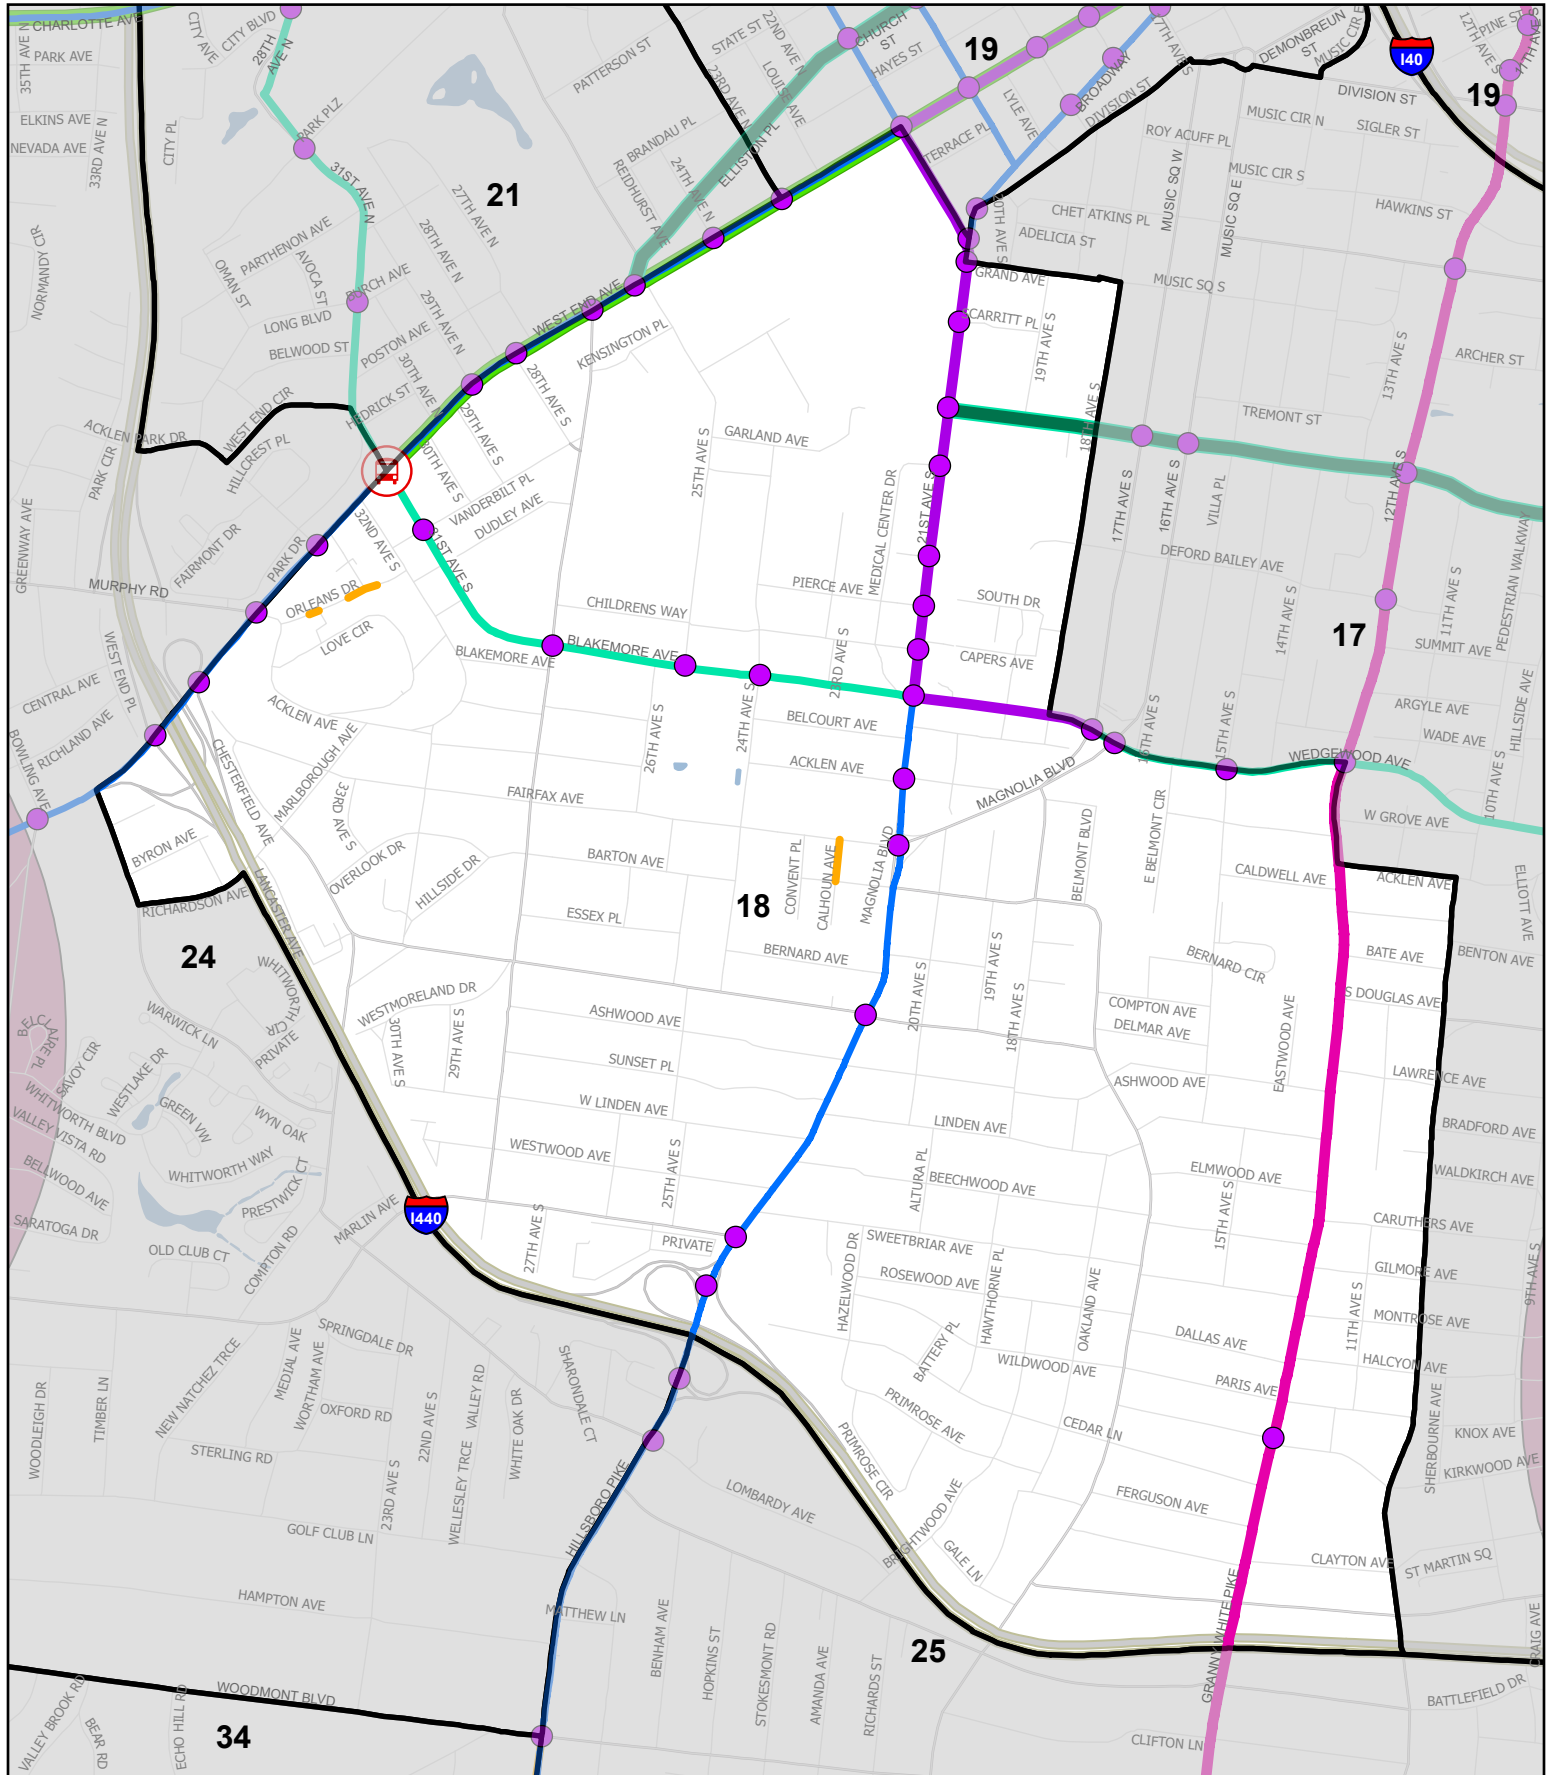 CHARLOTTE AVE
35TH AVE N
PARK AVE
CITY AVE
CITY BLVD
28TH
AVE N
ELKINS AVE
NEVADA AVE
33RD AVE N
CITY PL
PARK PLZ
31ST AVE N
21
PATTERSON ST
STATE ST
22ND AVE N
LOUISE AVE
23RD AVE N
CHURCH
ST
HAYES ST
19
LYLE AVE
BROADWAY
DIVISION ST
17TH AVE S
DEMONBREUN
ST
MUSIC CIR E
I40
12TH AVE S
PINE ST
11TH AVE S
19
DIVISION ST
MUSIC CIR N
SIGLER ST
ROY ACUFF PL
MUSIC CIR S
HAWKINS ST
MUSIC SQ W
MUSIC SQ E
BRANDAU PL
REIDHURST AVE
24TH AVE N
ELLISTON PL
TERRACE PL
20TH AVE S
CHET ATKINS PL
ADELICIA ST
GRAND AVE
MUSIC SQ S
27TH AVE N
28TH AVE N
PARTHENON AVE
OMAN ST
AVOCA ST
BURCH AVE
29TH AVE N
NORMANDY CIR
LONG BLVD
BELWOOD ST
POSTON AVE
30TH AVE N
HEDRICK ST
WEST END AVE
KENSINGTON PL
SCARRITT PL
19TH AVE S
18TH AVE S
13TH AVE S
ARCHER ST
TREMONT ST
28TH AVE S
29TH AVE S
30TH AVE S
ACKLEN PARK DR
WEST END CIR
HILLCREST PL
PARK CIR
GREENWAY AVE
FAIRMONT DR
PARK DR
MURPHY RD
32ND AVE S
31ST AVE S
VANDERBILT PL
DUDLEY AVE
25TH AVE S
GARLAND AVE
MEDICAL CENTER DR
21ST AVE S
17TH AVE S
16TH AVE S
VILLA PL
12TH AVE S
DEFORD BAILEY AVE
PEDESTRIAN WALKWAY
11TH AVE S
14TH AVE S
17
SUMMIT AVE
ORLEANS DR
LOVE CIR
CHILDRENS WAY
PIERCE AVE
SOUTH DR
CAPERS AVE
BLAKEMORE AVE
BLAKEMORE AVE
23RD AVE S
WEST END PL
CENTRAL AVE
RICHLAND AVE
BOWLING AVE
ACKLEN AVE
MARLBOROUGH AVE
CHESTERFIELD AVE
33RD AVE S
26TH AVE S
24TH AVE S
BELCOURT AVE
ACKLEN AVE
MAGNOLIA BLVD
16TH AVE S
15TH AVE S
WEDGEWOOD AVE
ARGYLE AVE
WADE AVE
HILLSIDE AVE
10TH AVE S
W GROVE AVE
BYRON AVE
RICHARDSON AVE
LANCASTER AVE
OVERLOOK DR
HILLSIDE DR
FAIRFAX AVE
BARTON AVE
ESSEX PL
18
CONVENT PL
CALHOUN AVE
MAGNOLIA BLVD
BERNARD AVE
BELMONT BLVD
E BELMONT CIR
CALDWELL AVE
ACKLEN AVE
ELLIOTT AVE
BATE AVE
BENTON AVE
S DOUGLAS AVE
BERNARD CIR
EASTWOOD AVE
24
WHITWORTH
CIR
PRIVATE
WARWICK LN
WESTMORELAND DR
30TH AVE S
29TH AVE S
ASHWOOD AVE
20TH AVE S
19TH AVE S
18TH AVE S
COMPTON AVE
DELMAR AVE
ASHWOOD AVE
LAWRENCE AVE
BELCLAIRE PL
SAVOY CIR
WESTLAKE DR
WHITWORTH BLVD
VALLEY VISTA RD
GREEN VW
WYN OAK
WHITWORTH WAY
PRESTWICK CT
BELLWOOD AVE
SARATOGA DR
OLD CLUB CT
COMPTON RD
MARLIN AVE
I440
SUNSET PL
W LINDEN AVE
WESTWOOD AVE
25TH AVE S
27TH AVE S
PRIVATE
LINDEN AVE
ALTURA PL
BEECHWOOD AVE
BRADFORD AVE
ELMWOOD AVE
15TH AVE S
WALDKIRCH AVE
CARUTHERS AVE
HAZELWOOD DR
SWEETBRIAR AVE
ROSEWOOD AVE
HAWTHORNE PL
OAKLAND AVE
BATTERY PL
WILDWOOD AVE
GILMORE AVE
9TH AVE S
MONTROSE AVE
11TH AVE S
DALLAS AVE
HALCYON AVE
PARIS AVE
SHERBOURNE AVE
PRIMROSE AVE
PRIMROSE CIR
CEDAR LN
KNOX AVE
KIRKWOOD AVE
SPRINGDALE DR
NEW NATCHEZ TRCE
MEDIAL AVE
WORTHAM AVE
OXFORD RD
WOODLEIGH DR
TIMBER LN
STERLING RD
22ND AVE S
23RD AVE S
VALLEY RD
WELLESLEY TRCE
WHITE OAK DR
SHARONDALE CT
HILLSBORO PIKE
LOMBARDY AVE
BRIGHTWOOD AVE
GALE LN
FERGUSON AVE
CLAYTON AVE
ST MARTIN SQ
GRANNY WHITE PIKE
GOLF CLUB LN
HAMPTON AVE
MATTHEW LN
BENHAM AVE
HOPKINS ST
STOKESMONT RD
AMANDA AVE
RICHARDS ST
25
CRAIG AVE
BATTLEFIELD DR
CLIFTON LN
WOODMONT BLVD
34
VALLEY BROOK RD
BEAR RD
ECHO HILL RD